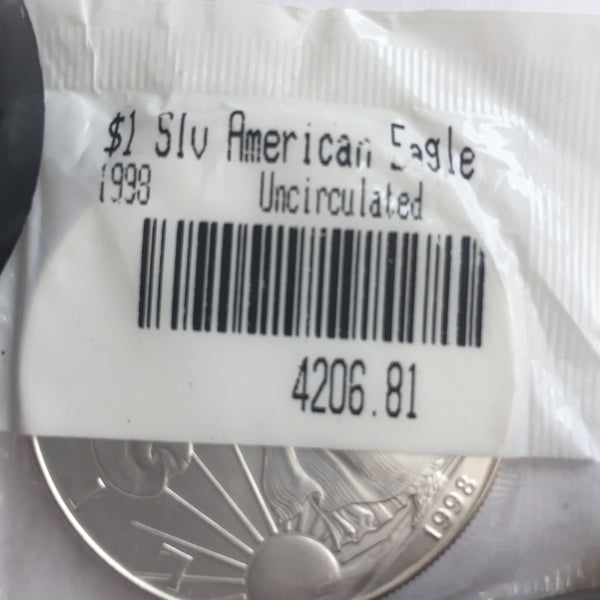 $1 Slv American Eagle
1998 Uncirculated
4206.81
1998